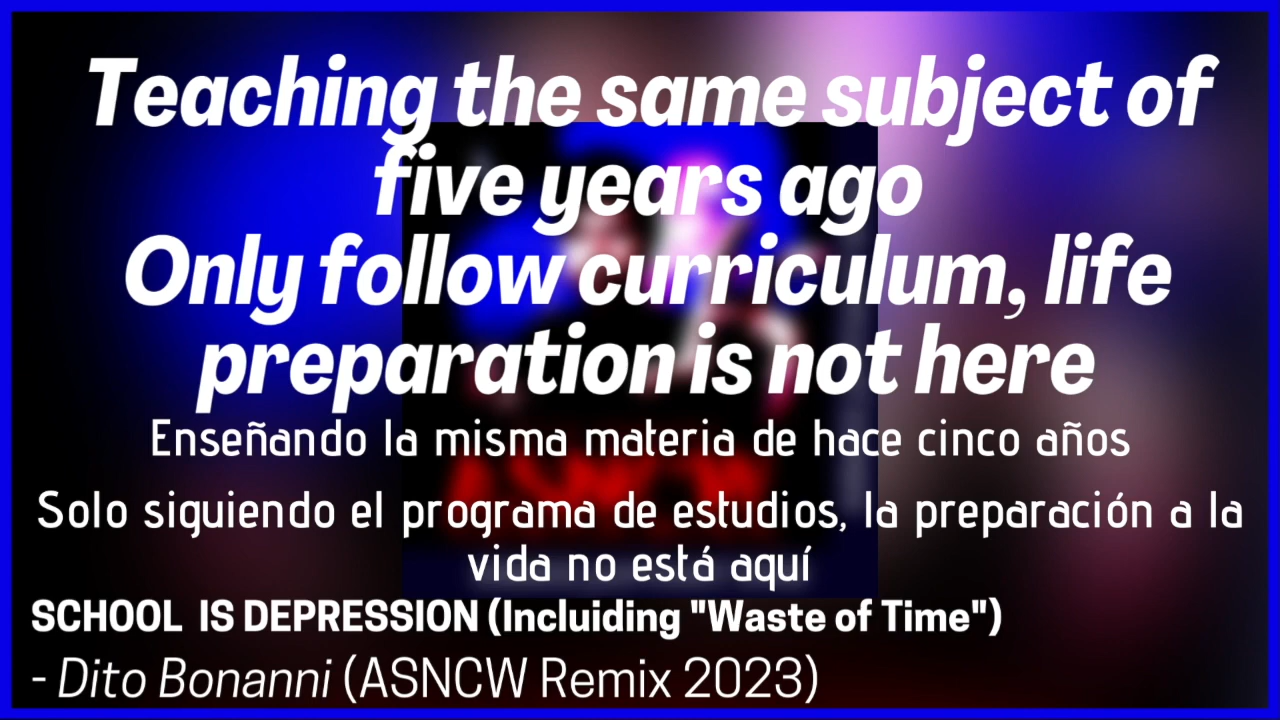 Teaching the same subject of
five years ago
Only follow curriculum, life
preparation is not here
Enseñando la misma materia de hace cinco años
Solo siguiendo el programa de estudios, la preparación a la
vida no está aquí
SCHOOL IS DEPRESSION (Incluiding "Waste of Time")
- Dito Bonanni (ASNCW Remix 2023)
ASNCW